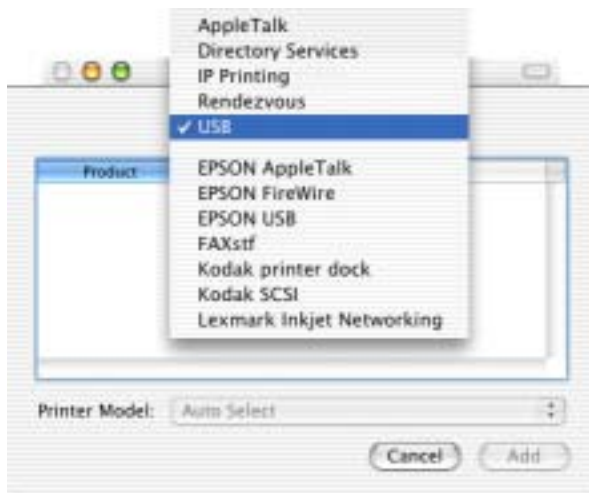 AppleTalk
Directory Services
IP Printing
Rendezvous
✓ USB
Product
EPSON AppleTalk
EPSON FireWire
EPSON USB
FAXstf
Kodak printer dock
Kodak SCSI
Lexmark Inkjet Networking
Printer Model: Auto Select
Cancel Add